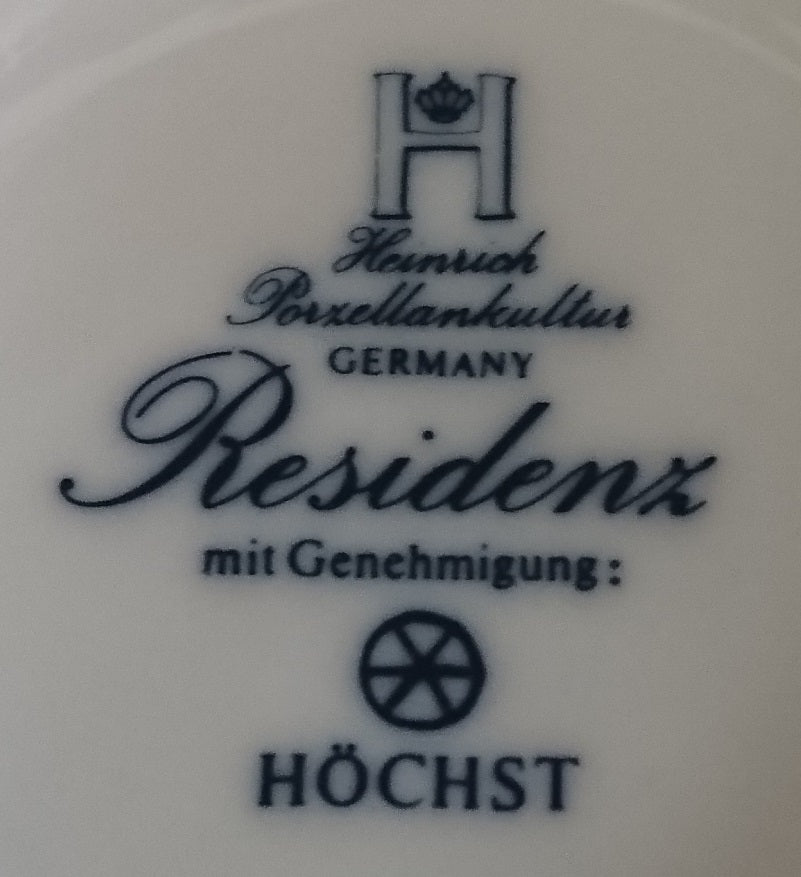 H
Heinrich
Porzellankultur
GERMANY
Residenz
mit Genehmigung:
HÖCHST